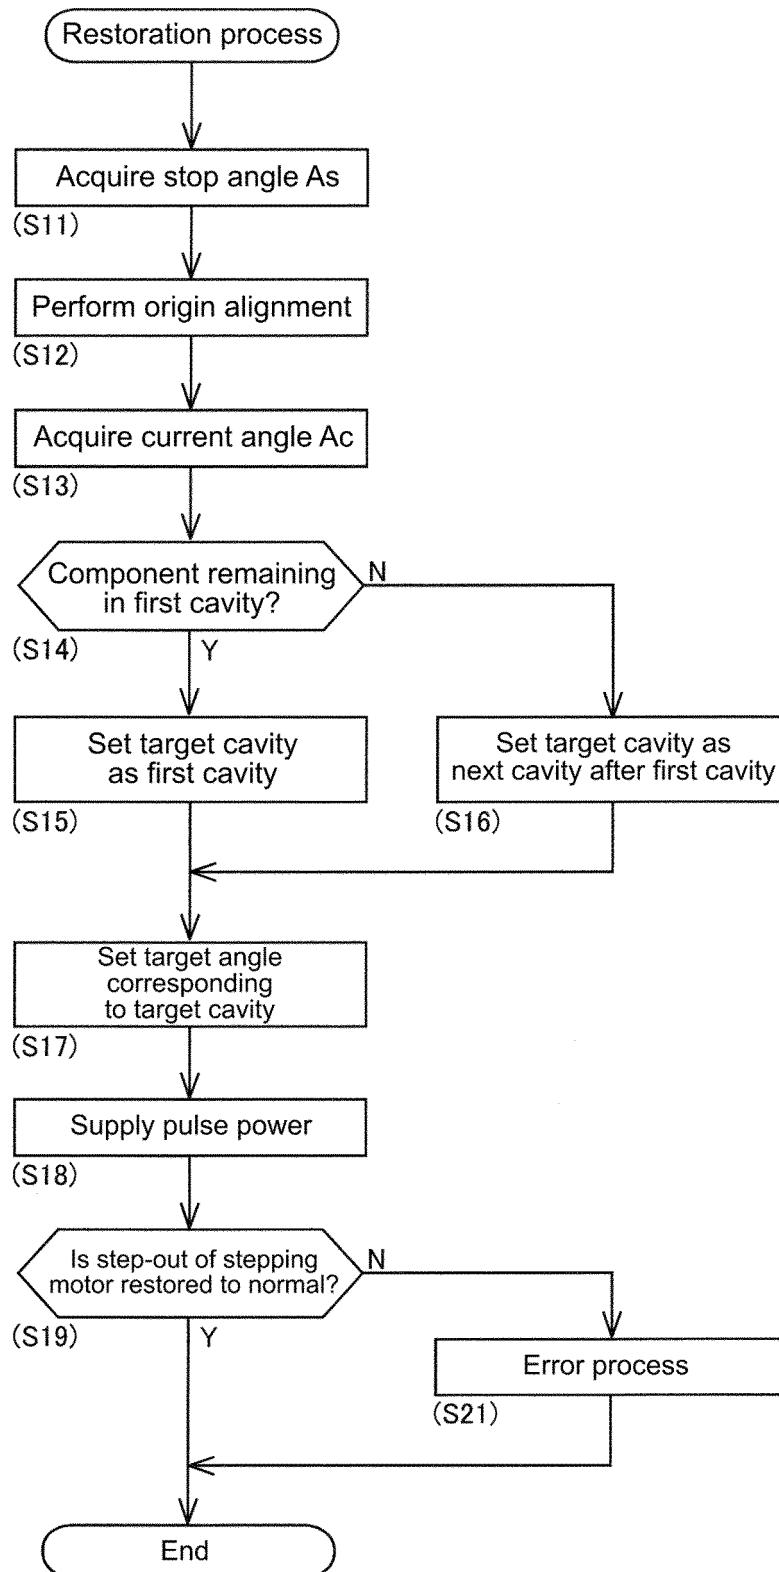 Restoration process
Acquire stop angle As
(S11)
Perform origin alignment
(S12)
Acquire current angle Ac
(S13)
Component remaining
in first cavity?
N
(S14)
Y
Set target cavity
as first cavity
(S15)
Set target cavity as
next cavity after first cavity
(S16)
Set target angle
corresponding
to target cavity
(S17)
Supply pulse power
(S18)
Is step-out of stepping
motor restored to normal?
N
(S19)
Y
Error process
(S21)
End